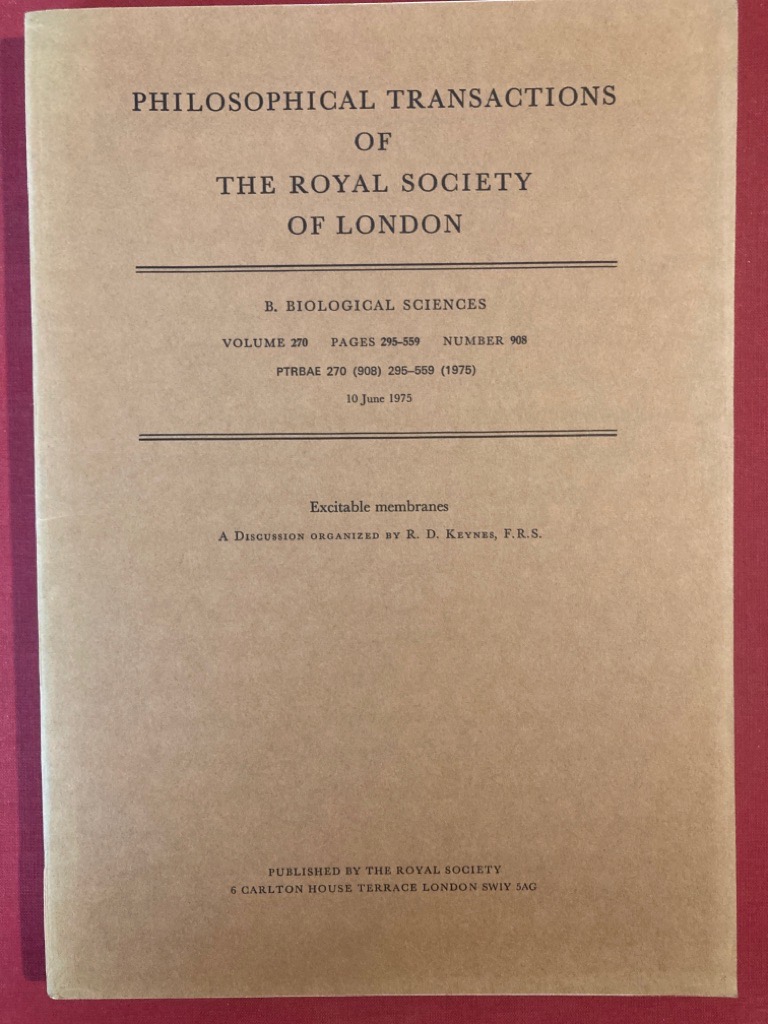 PHILOSOPHICAL TRANSACTIONS
OF
THE ROYAL SOCIETY
OF LONDON
B. BIOLOGICAL SCIENCES
VOLUME 270 PAGES 295–559 NUMBER 908
PTRBAE 270 (908) 295–559 (1975)
10 June 1975
Excitable membranes
A Discussion organized by R. D. Keynes, F.R.S.
PUBLISHED BY THE ROYAL SOCIETY
6 CARLTON HOUSE TERRACE LONDON SW1Y 5AG